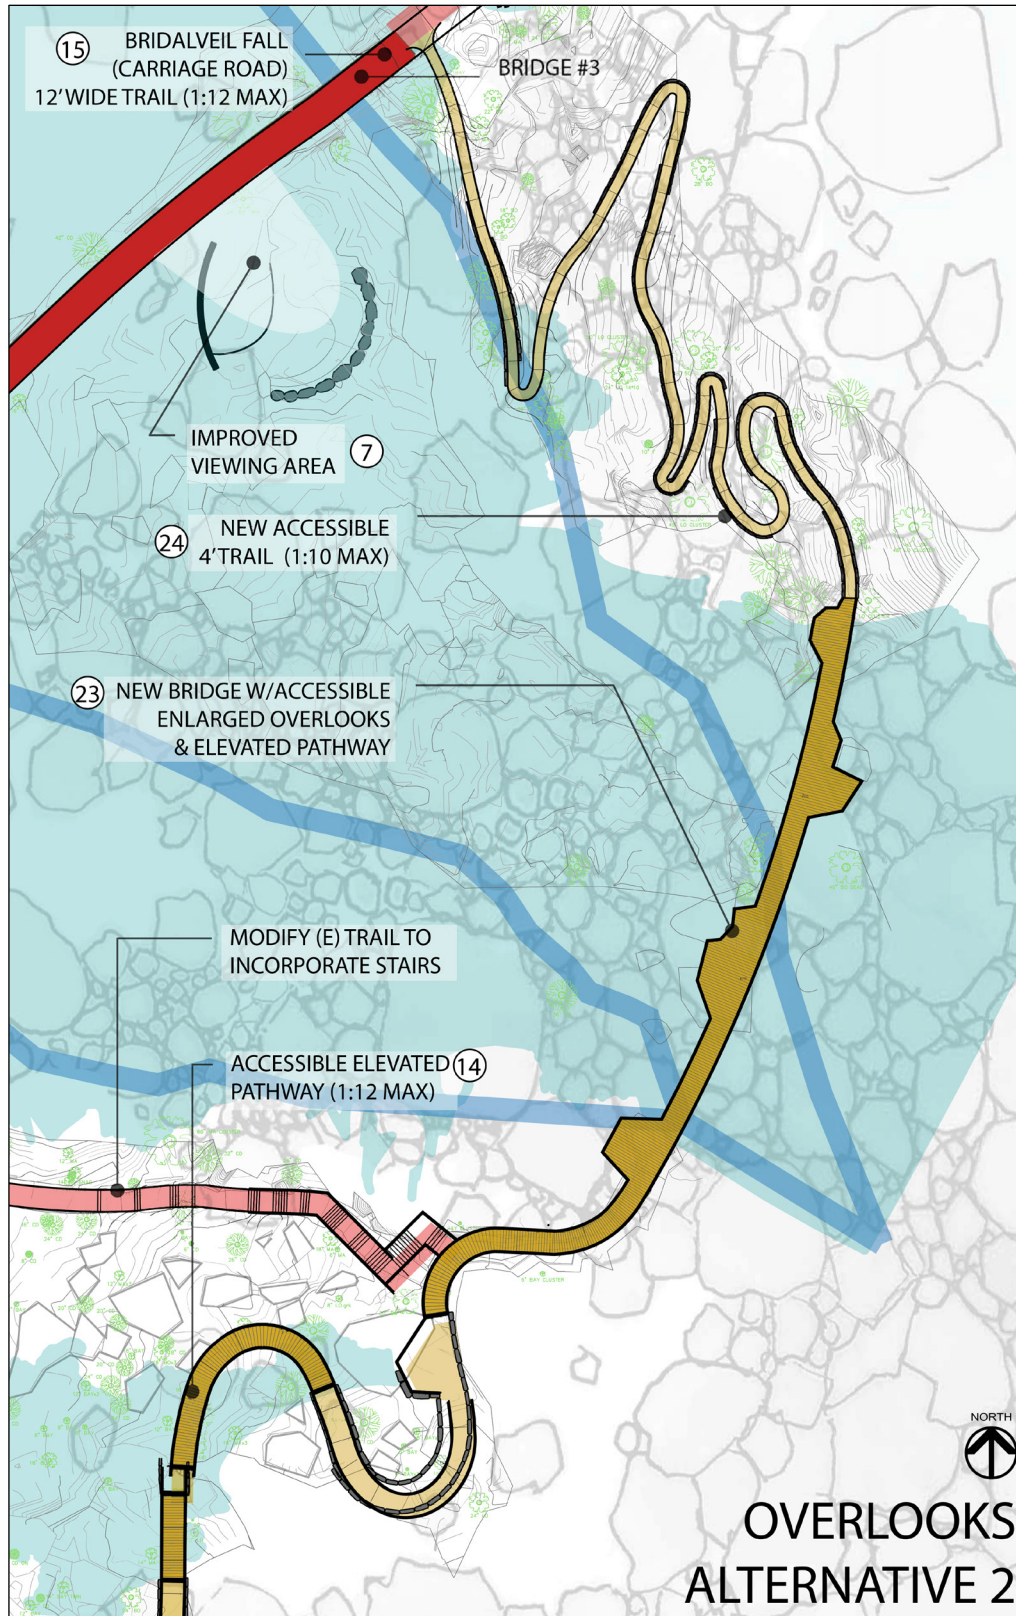 15
BRIDALVEIL FALL
(CARRIAGE ROAD)
12' WIDE TRAIL (1:12 MAX)
BRIDGE #3
IMPROVED
VIEWING AREA
7
24
NEW ACCESSIBLE
4' TRAIL (1:10 MAX)
23
NEW BRIDGE W/ACCESSIBLE
ENLARGED OVERLOOKS
& ELEVATED PATHWAY
MODIFY (E) TRAIL TO
INCORPORATE STAIRS
ACCESSIBLE ELEVATED
PATHWAY (1:12 MAX)
14
NORTH
OVERLOOKS
ALTERNATIVE 2